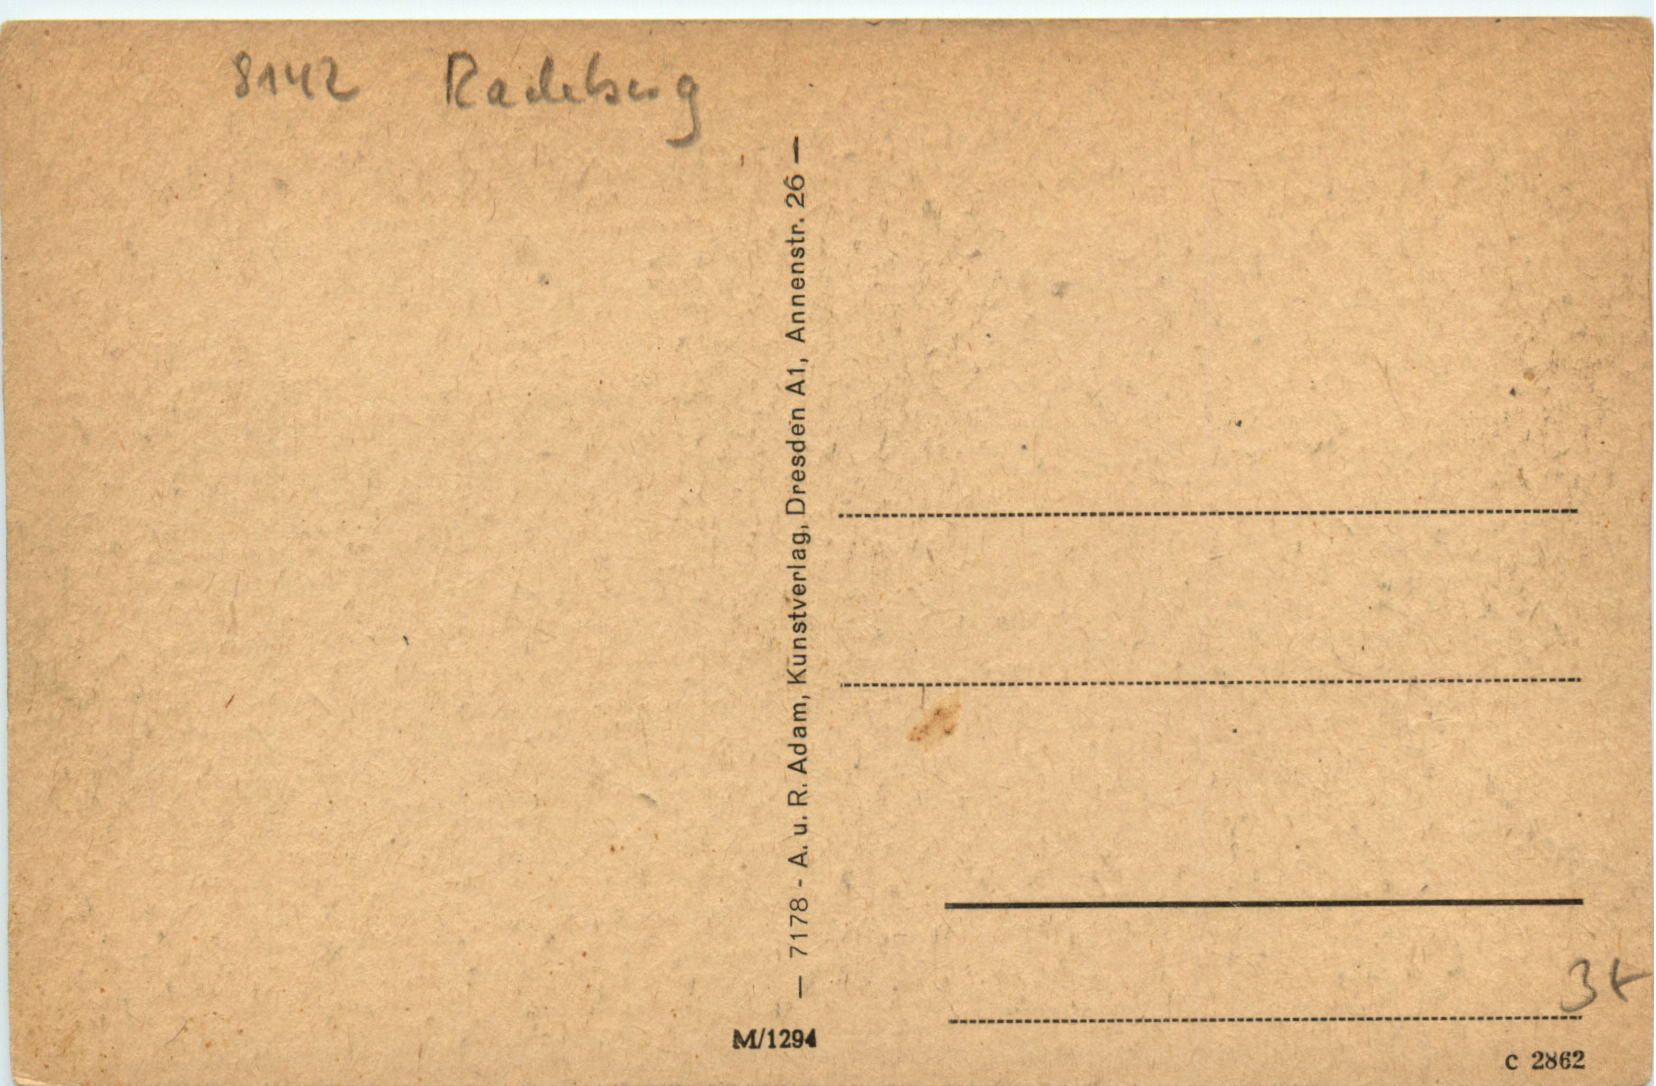 8142 Radeberg
— 7178 - A. u. R. Adam, Kunstverlag, Dresden A1, Annenstr. 26 —
M/1294
C 2862